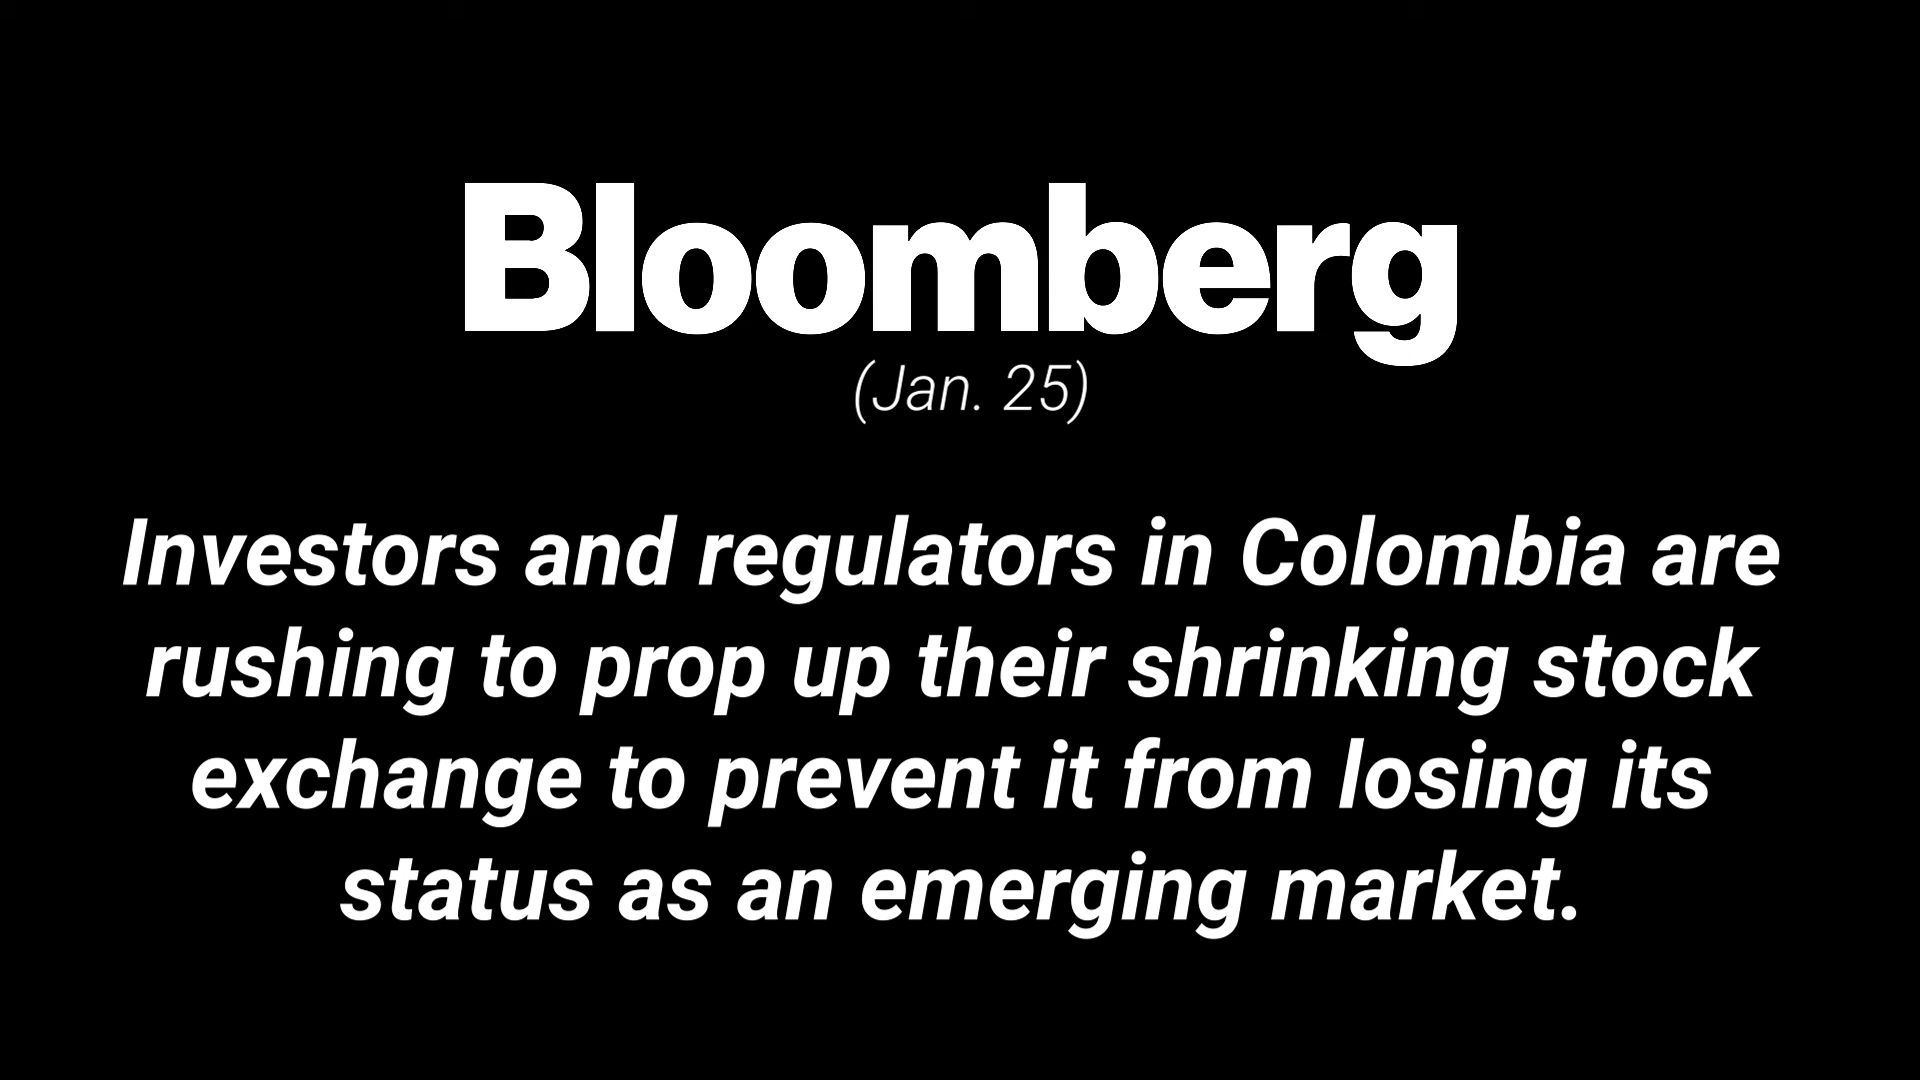 Bloomberg
(Jan. 25)
Investors and regulators in Colombia are
rushing to prop up their shrinking stock
exchange to prevent it from losing its
status as an emerging market.